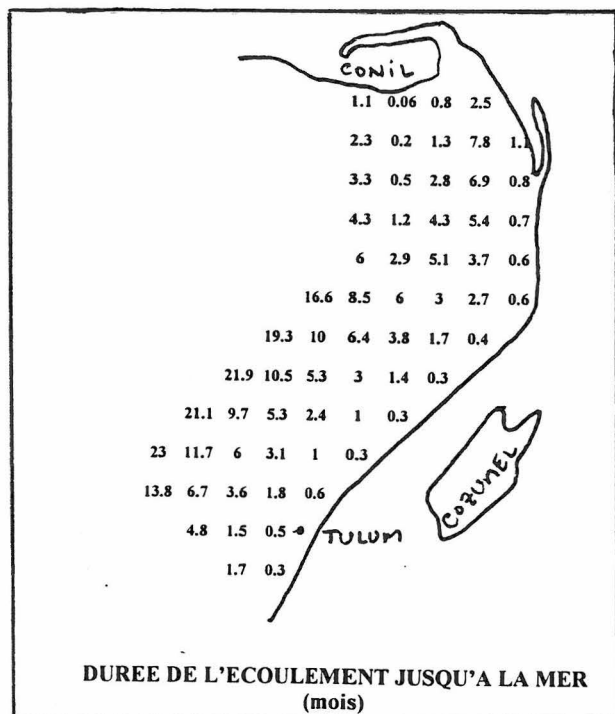 CONIL
1.1 0.06 0.8 2.5
2.3 0.2 1.3 7.8 1.1
3.3 0.5 2.8 6.9 0.8
4.3 1.2 4.3 5.4 0.7
6 2.9 5.1 3.7 0.6
16.6 8.5 6 3 2.7 0.6
19.3 10 6.4 3.8 1.7 0.4
21.9 10.5 5.3 3 1.4 0.3
21.1 9.7 5.3 2.4 1 0.3
23 11.7 6 3.1 1 0.3
COZUMEL
13.8 6.7 3.6 1.8 0.6
4.8 1.5 0.5 TULUM
1.7 0.3
DUREE DE L'ECOULEMENT JUSQU'A LA MER
(mois)